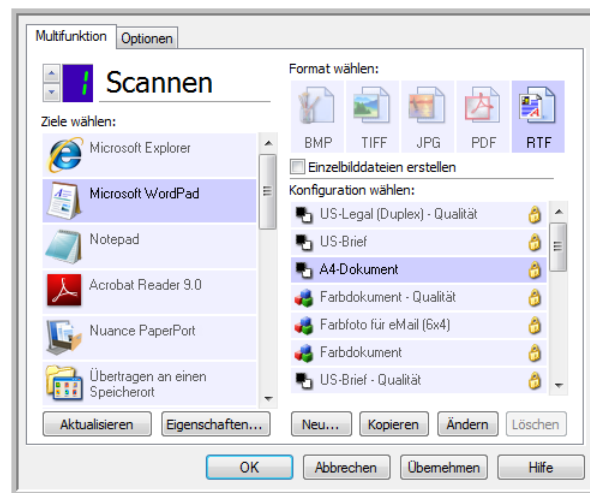 Multifunktion Optionen
1 Scannen
Ziele wählen:
Microsoft Explorer
Microsoft WordPad
Notepad
Acrobat Reader 9.0
Nuance PaperPort
Übertragen an einen
Speicherort
Aktualisieren Eigenschaften...
Format wählen:
BMP TIFF JPG PDF RTF
Einzelbilddateien erstellen
Konfiguration wählen:
US-Legal (Duplex) - Qualität
US-Brief
A4-Dokument
Farbdokument - Qualität
Farbfoto für eMail (6x4)
Farbdokument
US-Brief - Qualität
Neu... Kopieren Ändern Löschen
OK Abbrechen Übernehmen Hilfe